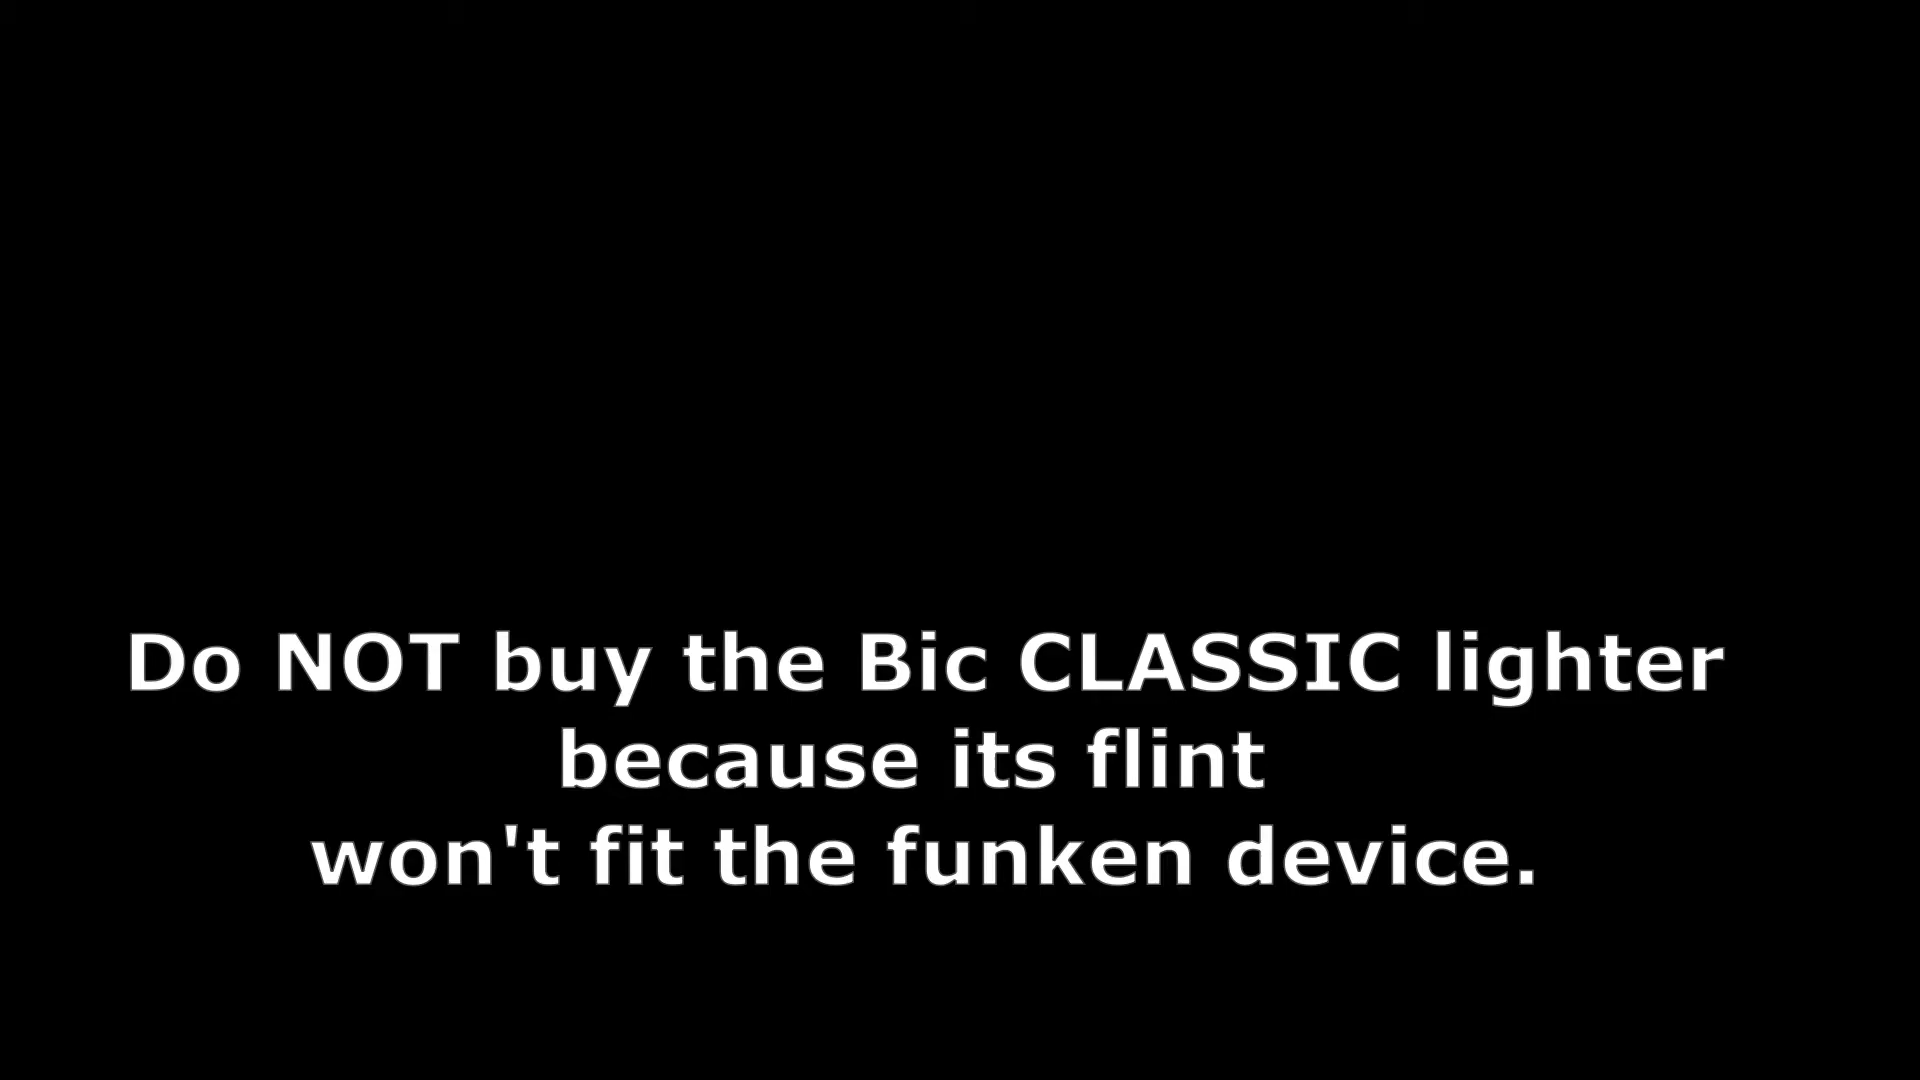 Do NOT buy the Bic CLASSIC lighter
because its flint
won't fit the funken device.